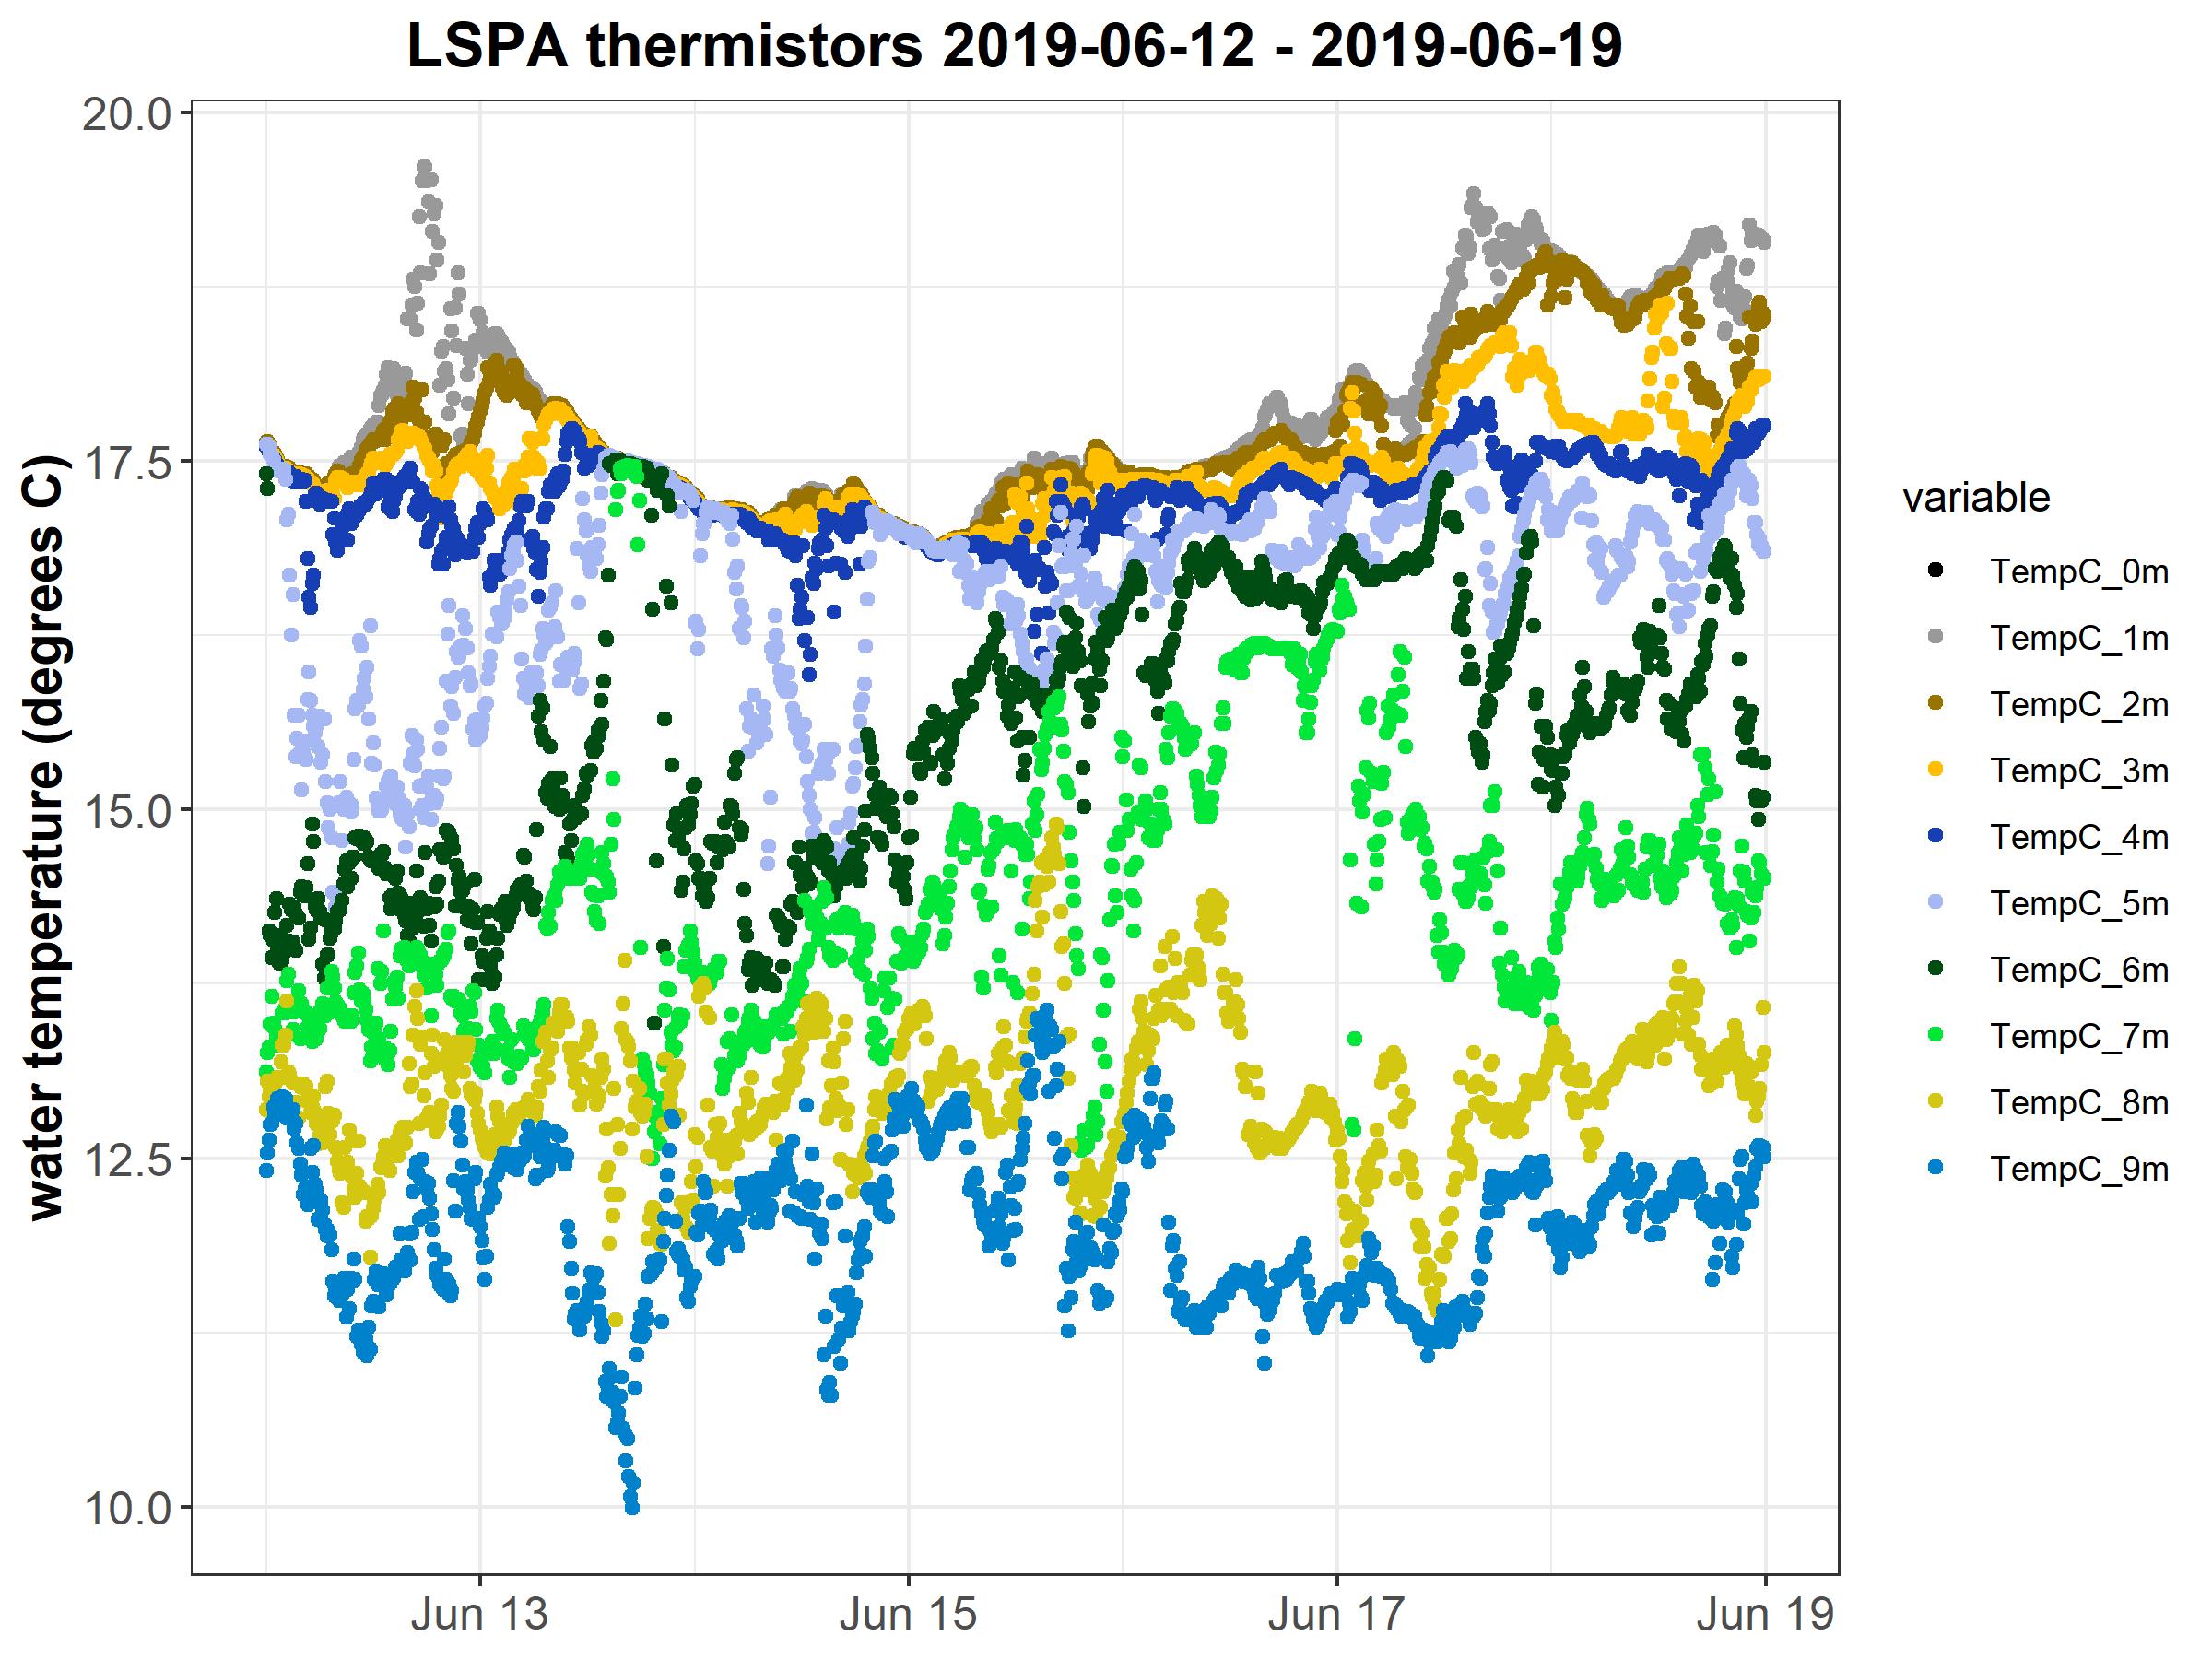 LSPA thermistors 2019-06-12 - 2019-06-19
water temperature (degrees C)
20.0
17.5
15.0
12.5
10.0
Jun 13
Jun 15
Jun 17
Jun 19
variable
TempC_0m
TempC_1m
TempC_2m
TempC_3m
TempC_4m
TempC_5m
TempC_6m
TempC_7m
TempC_8m
TempC_9m